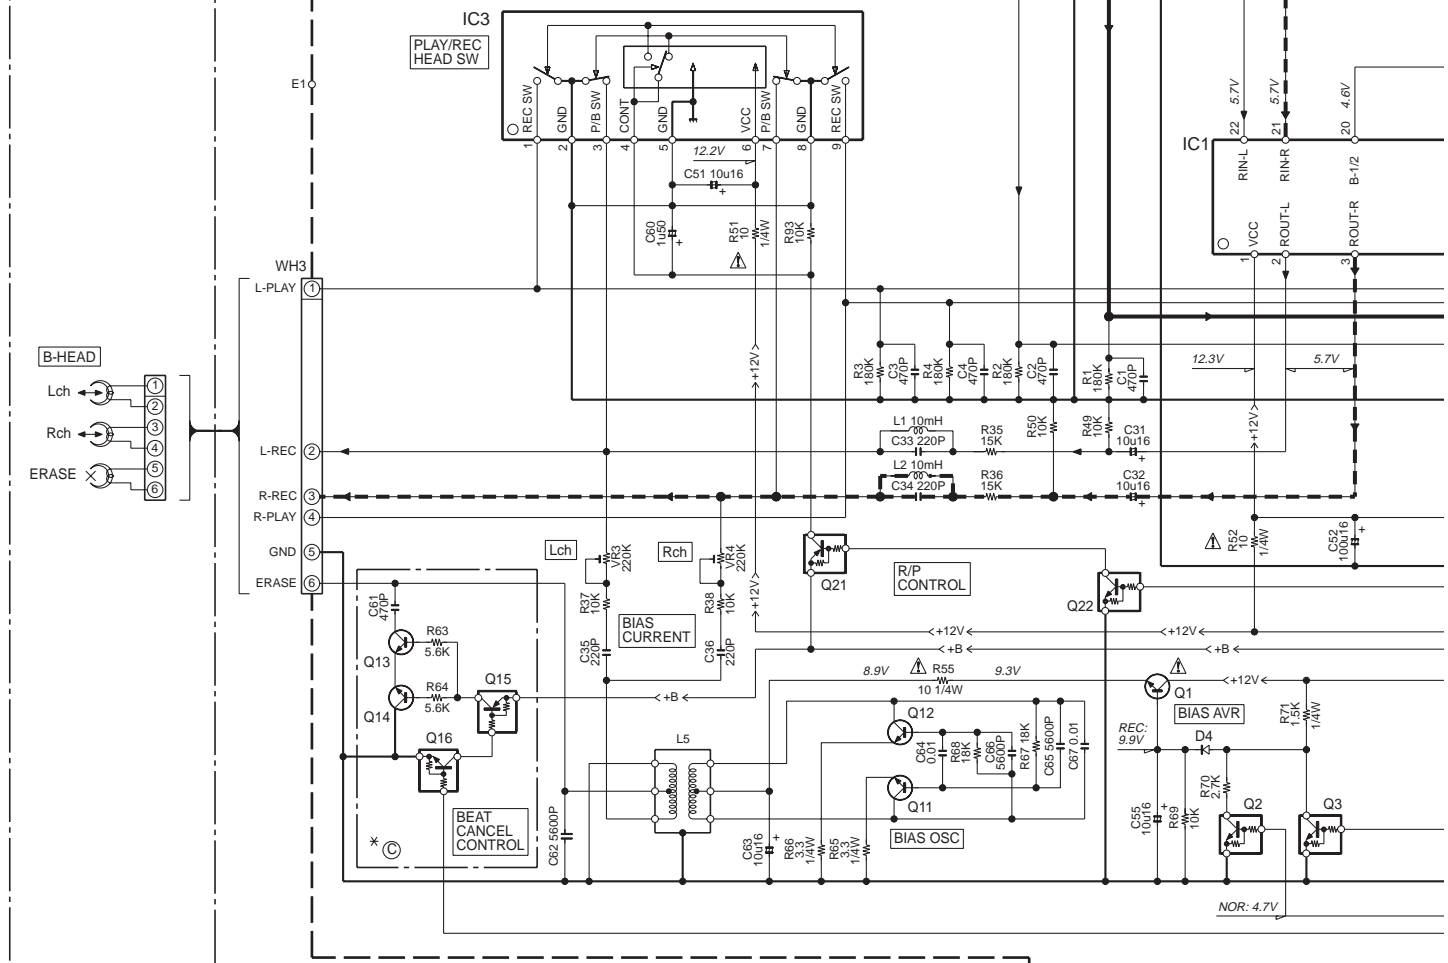 IC3
PLAY/REC
HEAD SW
REC SW
GND
P/B SW
CONT
GND
VCC
P/B SW
GND
REC SW
1
2
3
4
5
6
7
8
9
E1
12.2V
C51 10u16
+
C60
1u50
+
R51
10
1/4W
R93
10K
5.7V
5.7V
4.6V
22
21
20
IC1
RIN-L
RIN-R
B-1/2
VCC
ROUT-L
ROUT-R
1
2
3
WH3
L-PLAY 1
12.3V
5.7V
+12V
+12V
R3
180K
C3
470P
R4
180K
C4
470P
R2
180K
C2
470P
R1
180K
C1
470P
B-HEAD
Lch
Rch
ERASE
1
2
3
4
5
6
L1 10mH
C33 220P
R35
15K
R50
10K
R49
10K
C31
10u16
+
L-REC 2
L2 10mH
C34 220P
R36
15K
C32
10u16
+
R-REC 3
R-PLAY 4
GND 5
ERASE 6
R52
10
1/4W
C52
100u16
+
Lch
VR3
220K
Rch
VR4
220K
Q21
R/P
CONTROL
Q22
C61
470P
R37
10K
R38
10K
+12V
BIAS
CURRENT
R63
5.6K
Q13
C35
220P
C36
220P
+12V
+12V
+B
+B
R64
5.6K
Q14
Q15
+B
8.9V
R55
10 1/4W
9.3V
Q1
+12V
BIAS AVR
R71
1.5K
1/4W
Q16
L5
Q12
C64
0.01
R68
18K
C66
5600P
R67 18K
C65 5600P
C67 0.01
REC:
9.9V
D4
R70
2.7K
Q11
Q2
Q3
BEAT
CANCEL
CONTROL
* C
C62 5600P
C63
10u16
+
R66
3.3
1/4W
R65
3.3
1/4W
BIAS OSC
C55
10u16
+
R69
10K
NOR: 4.7V